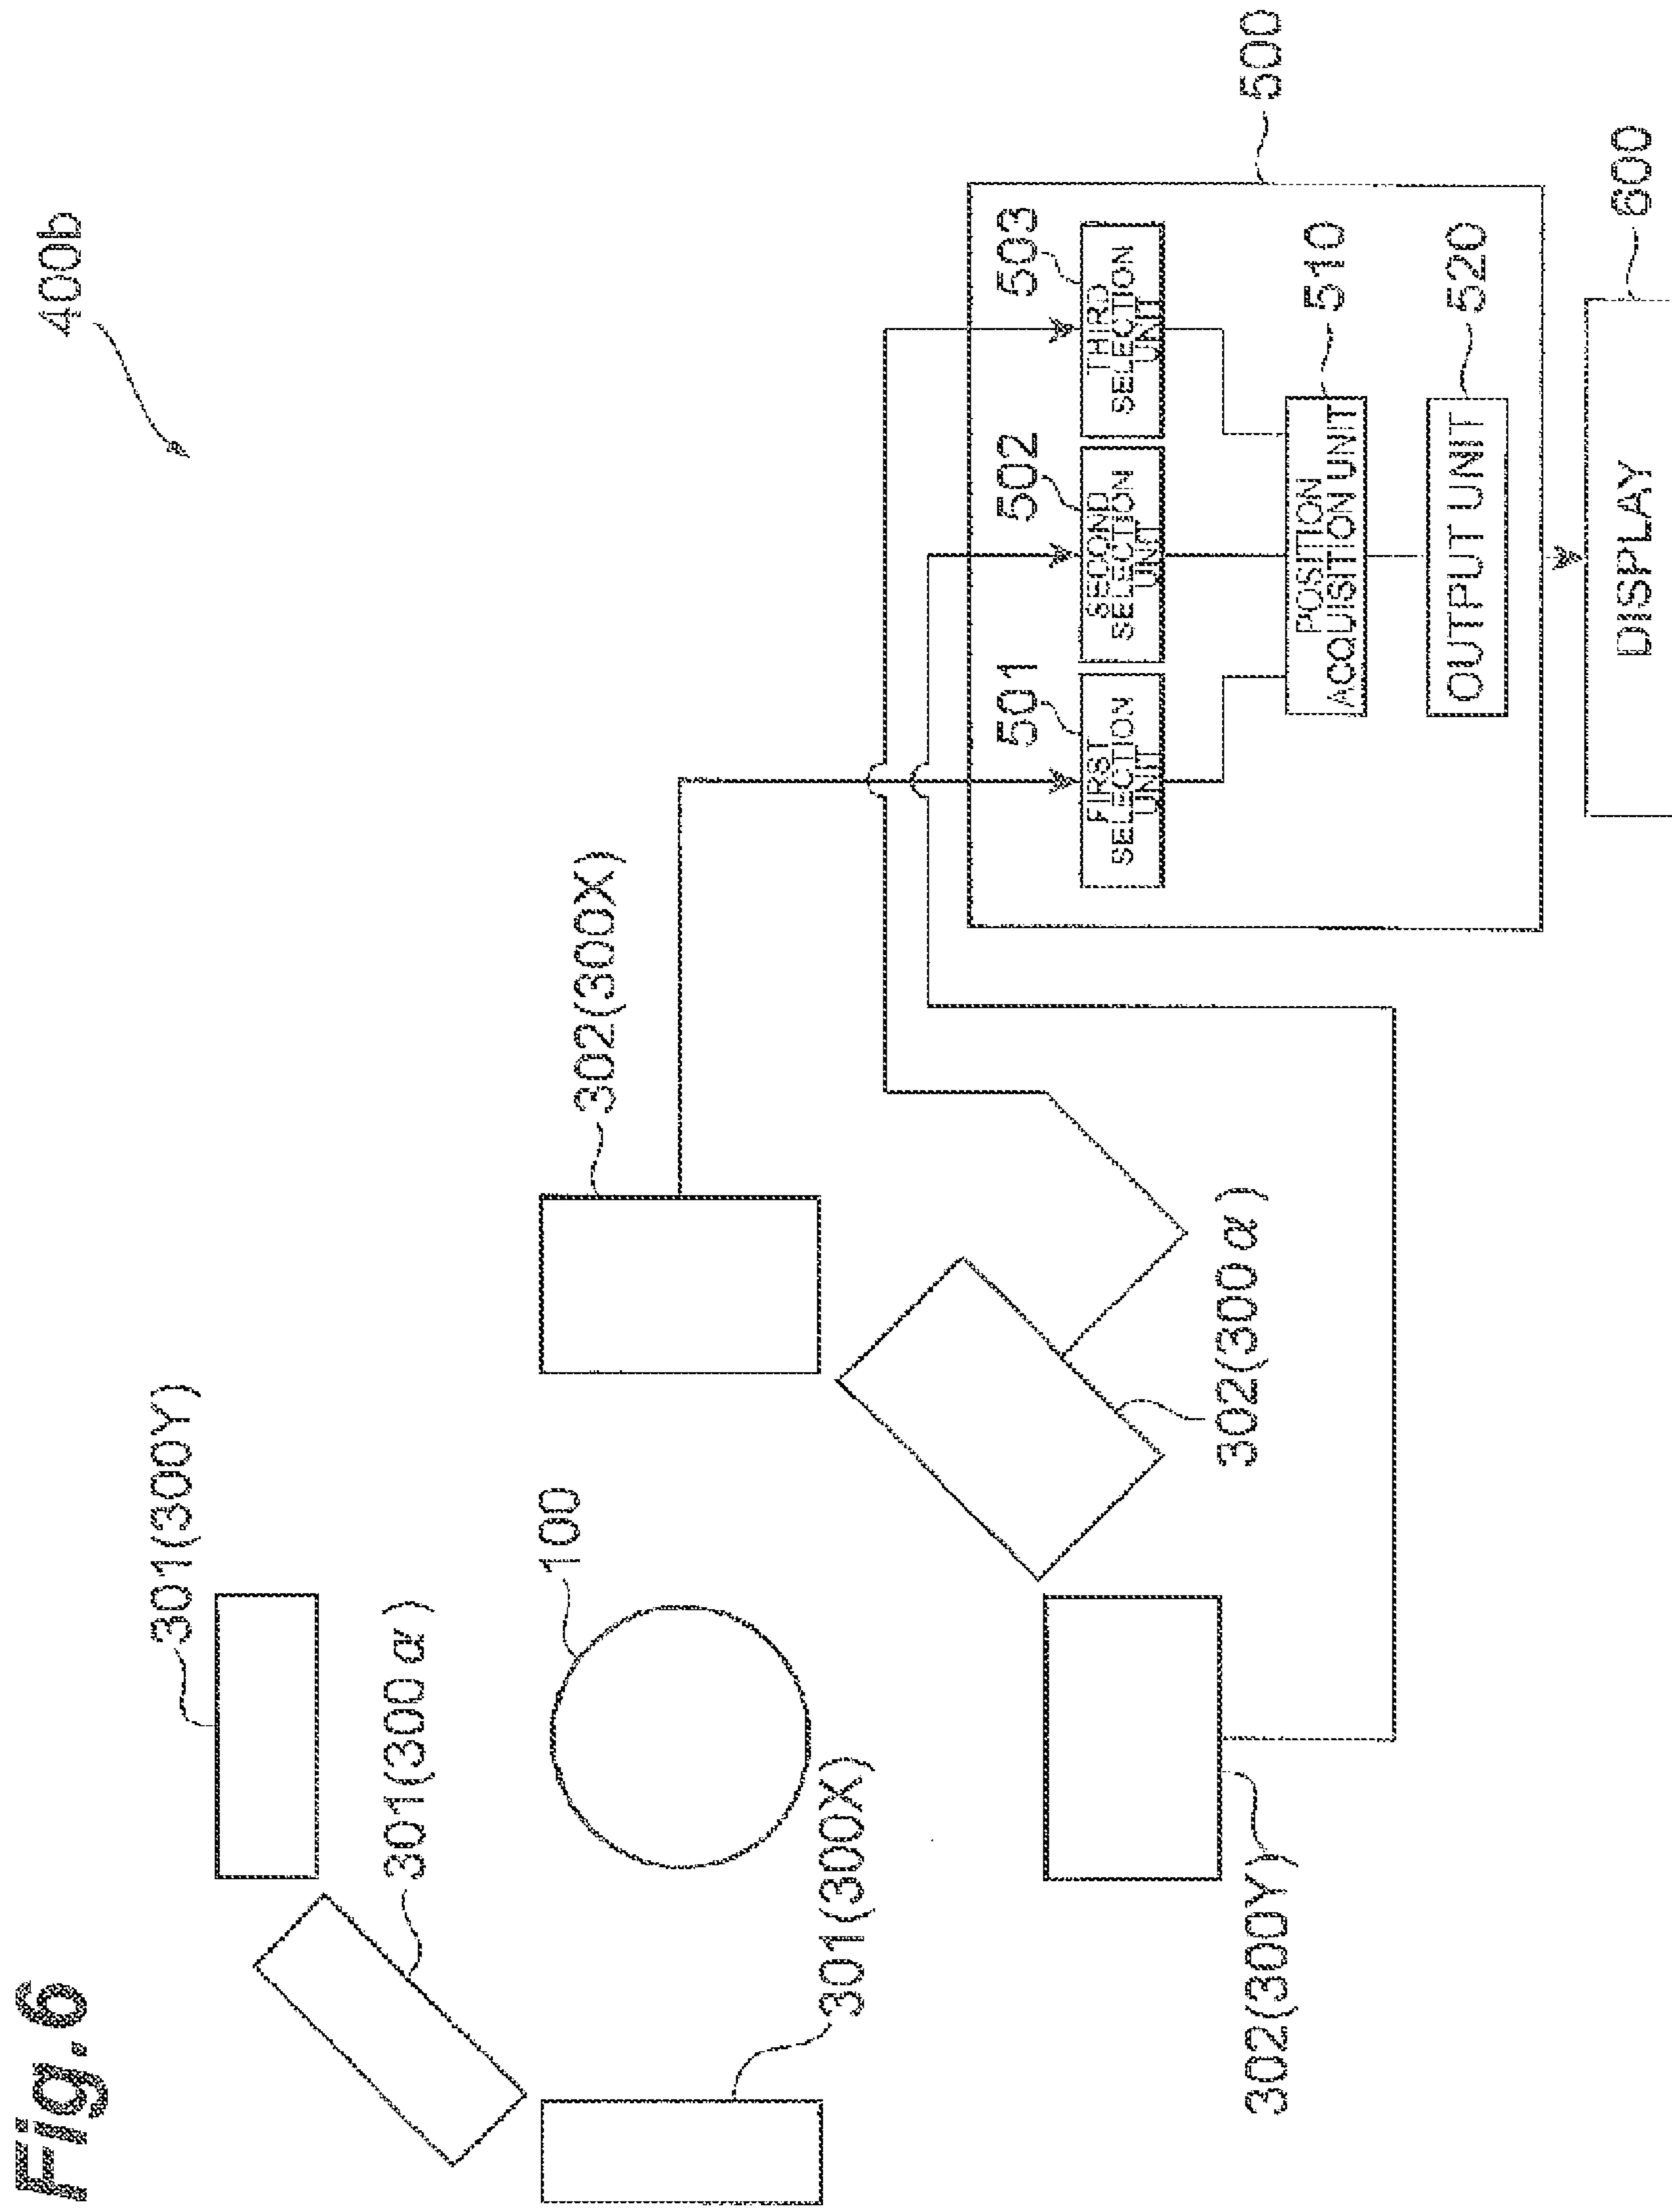 Fig.6
400b
301(300Y)
301(300α)
100
302(300X)
301(300X)
302(300α)
302(300Y)
500
501
502
503
FIRST
SELECTION
UNIT
SECOND
SELECTION
UNIT
THIRD
SELECTION
UNIT
POSITION
ACQUISITION UNIT
510
OUTPUT UNIT
520
DISPLAY
600